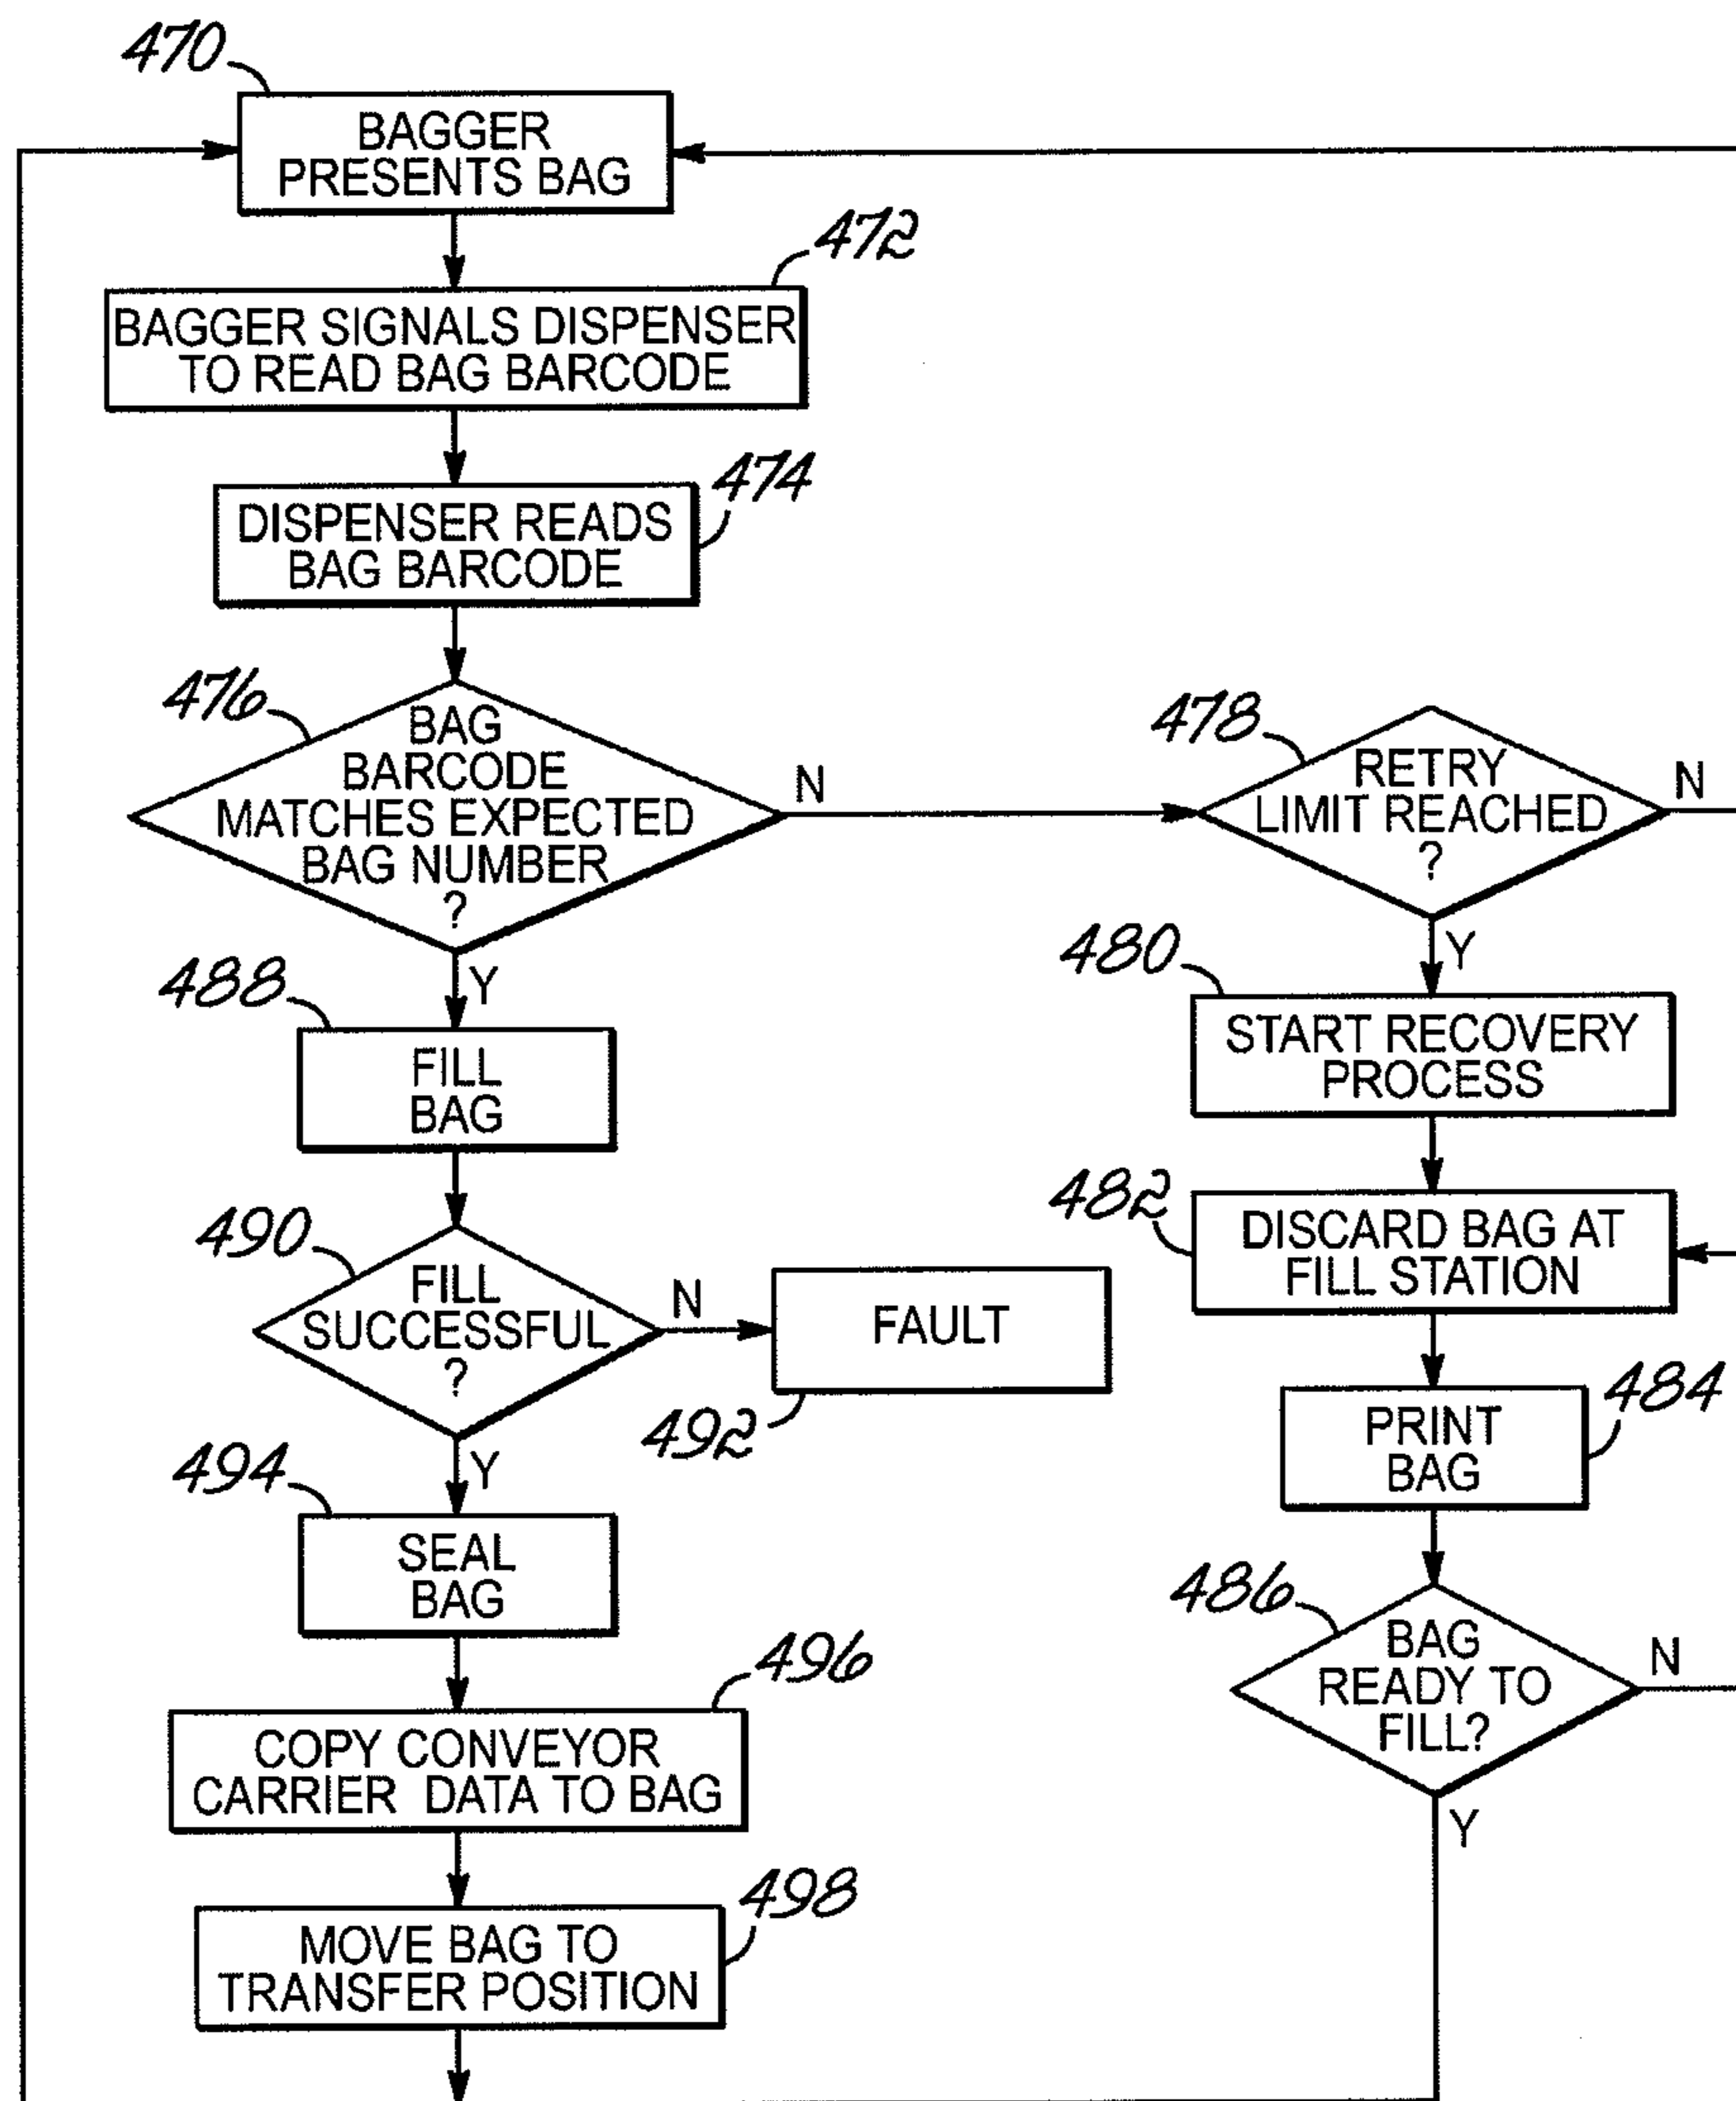 470
BAGGER
PRESENTS BAG
472
BAGGER SIGNALS DISPENSER
TO READ BAG BARCODE
474
DISPENSER READS
BAG BARCODE
476
BAG
BARCODE
MATCHES EXPECTED
BAG NUMBER
?
N
Y
478
RETRY
LIMIT REACHED
?
N
Y
480
START RECOVERY
PROCESS
482
DISCARD BAG AT
FILL STATION
484
PRINT
BAG
486
BAG
READY TO
FILL?
N
Y
488
FILL
BAG
490
FILL
SUCCESSFUL
?
N
Y
FAULT
492
494
SEAL
BAG
496
COPY CONVEYOR
CARRIER DATA TO BAG
498
MOVE BAG TO
TRANSFER POSITION